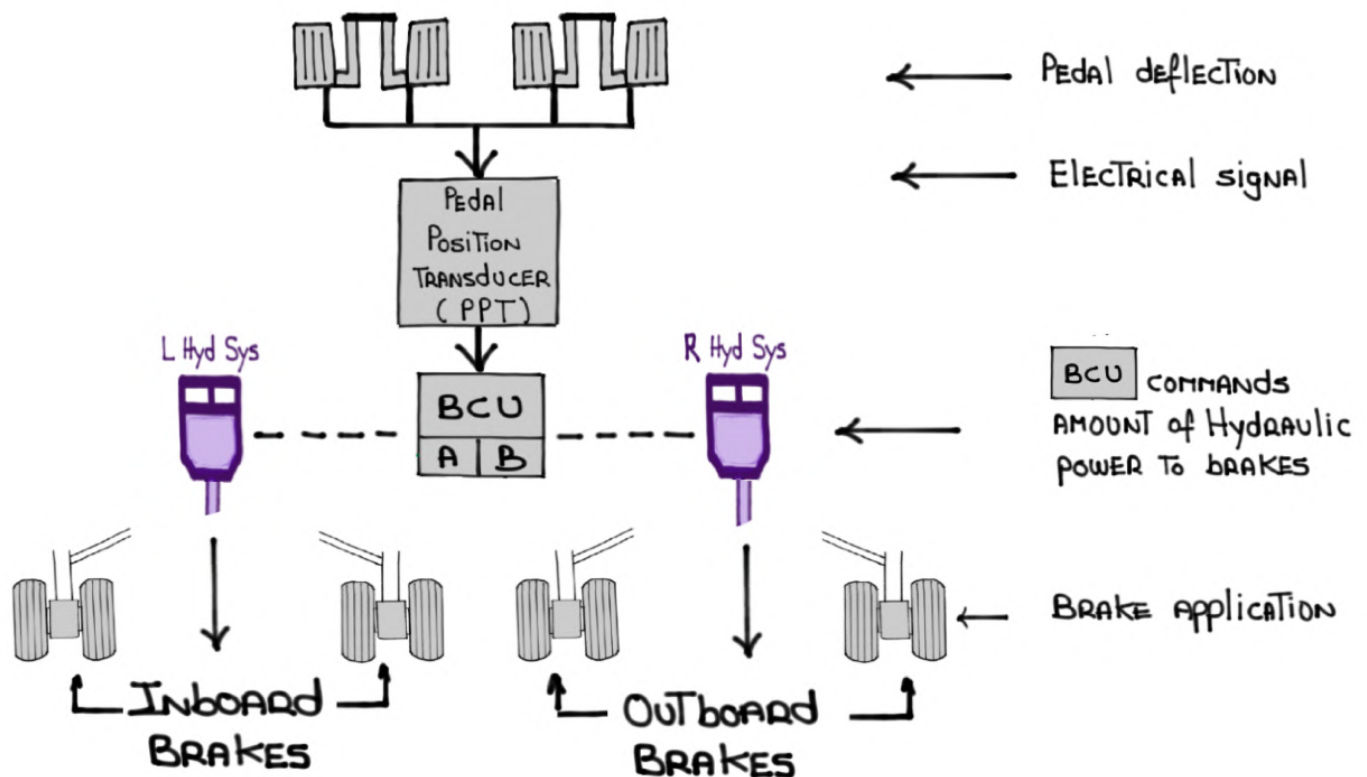 Pedal deflection
Electrical signal
Pedal
Position
Transducer
(PPT)
L Hyd Sys
R Hyd Sys
BCU
A B
BCU commands
amount of Hydraulic
power to brakes
Brake application
Inboard
Brakes
Outboard
Brakes